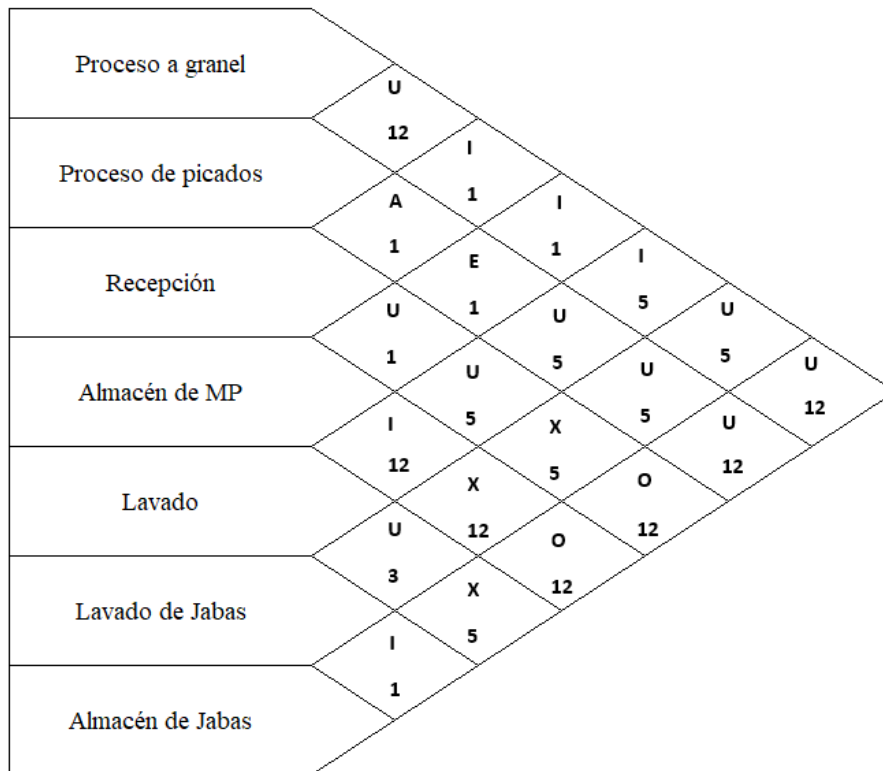 Proceso a granel
Proceso de picados
Recepción
Almacén de MP
Lavado
Lavado de Jabas
Almacén de Jabas
U
12
A
1
U
1
I
12
U
3
I
1
I
1
E
1
U
5
X
12
X
5
I
1
U
5
X
5
O
12
I
5
U
5
O
12
U
5
U
12
U
12